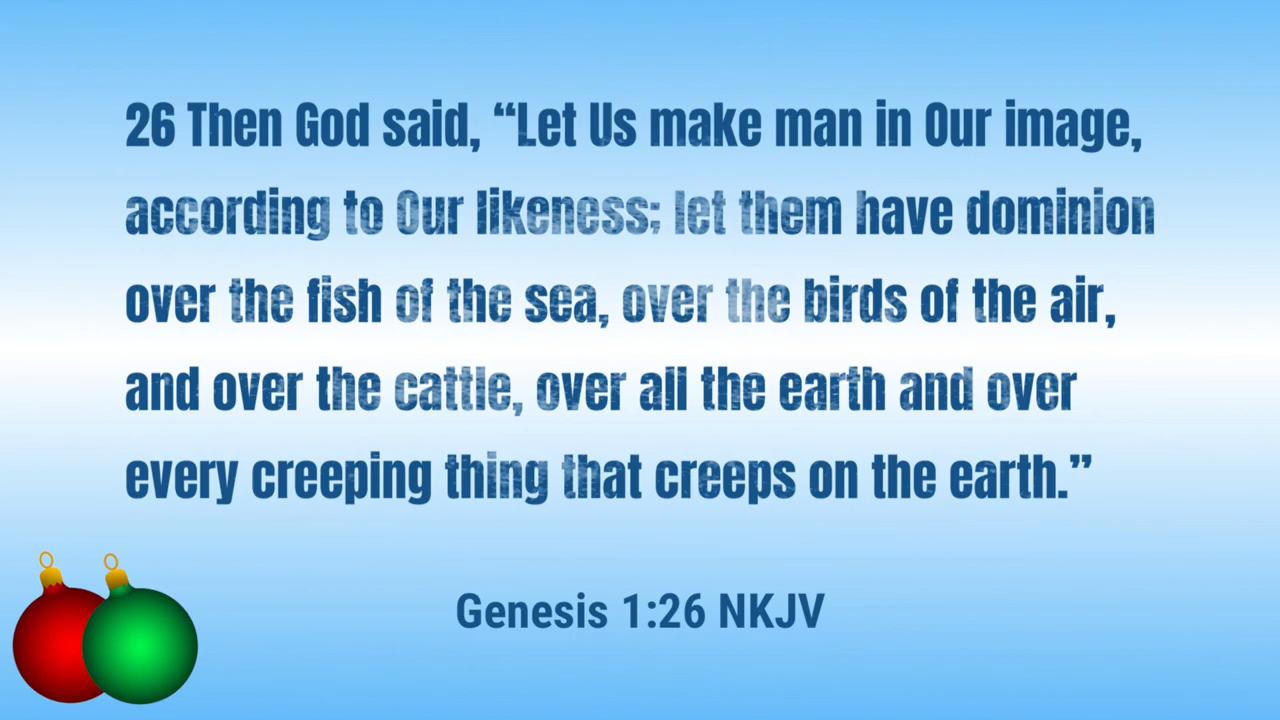 26 Then God said, “Let Us make man in Our image,
according to Our likeness; let them have dominion
over the fish of the sea, over the birds of the air,
and over the cattle, over all the earth and over
every creeping thing that creeps on the earth.”
Genesis 1:26 NKJV